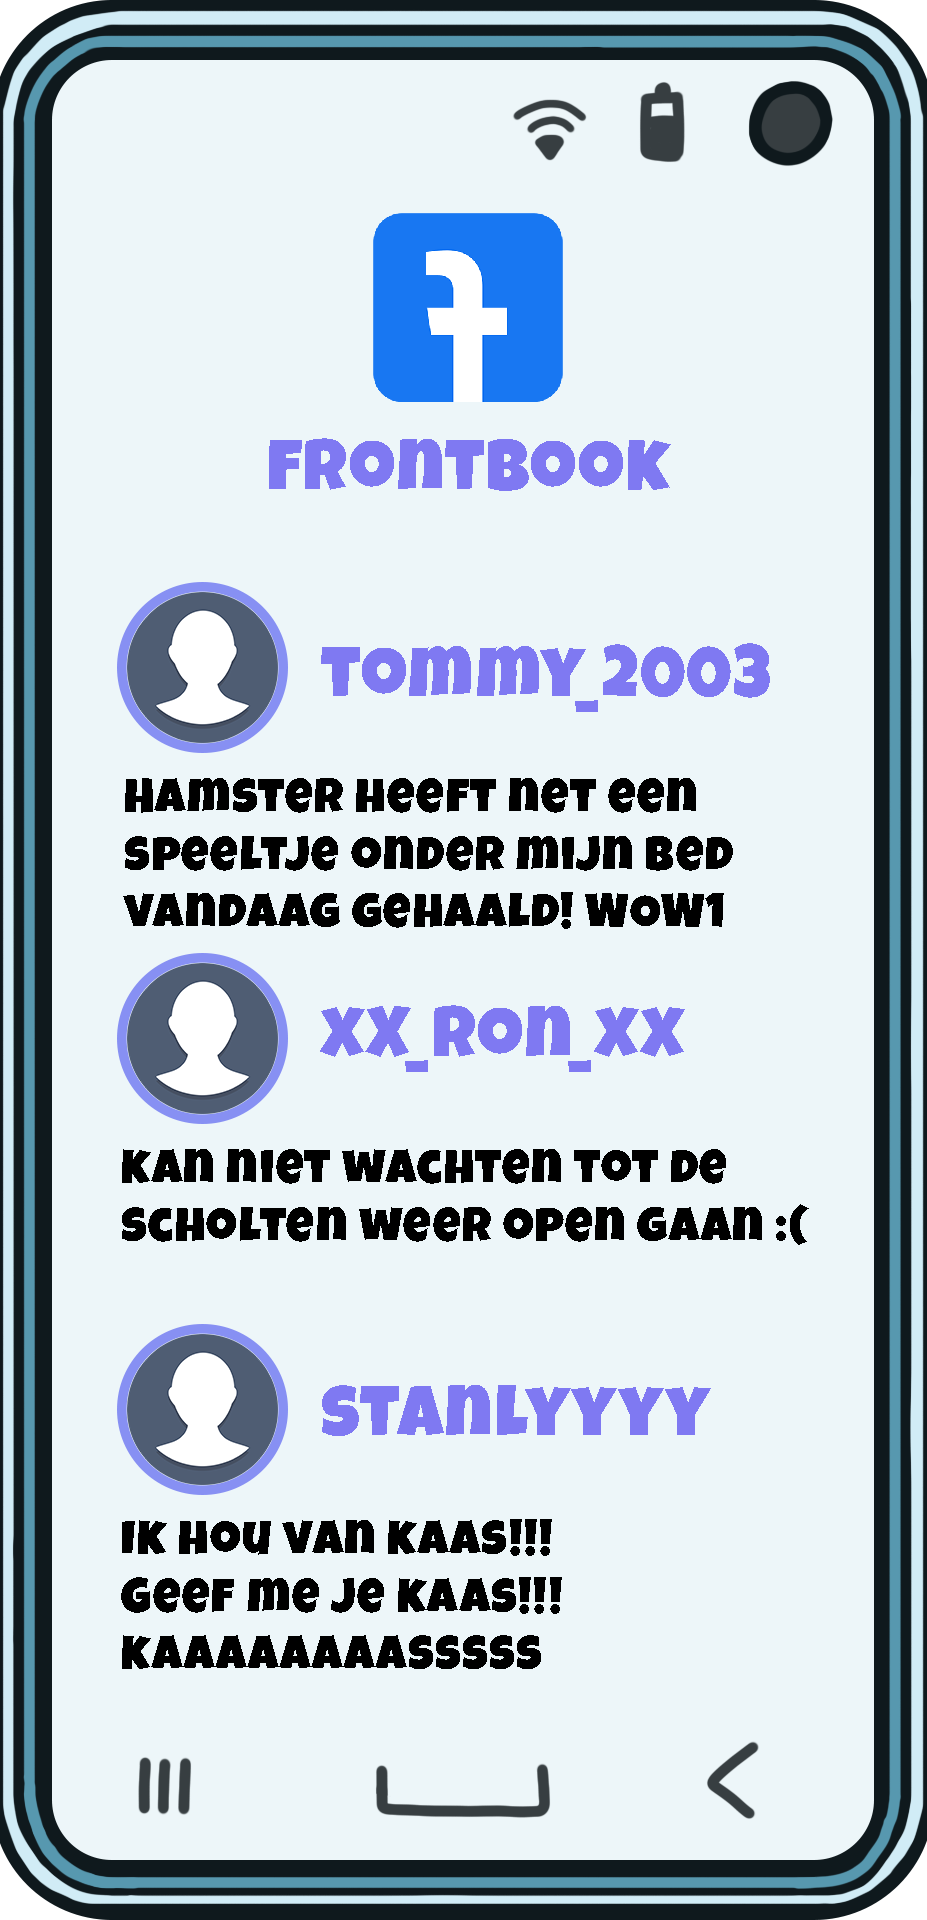 FRONTBOOK
TOMMY_2003
HAMSTER HEEFT NET EEN
SPEELTJE ONDER MIJN BED
VANDAAG GEHAALD! WOW1
XX_RON_XX
KAN NIET WACHTEN TOT DE
SCHOLTEN WEER OPEN GAAN :(
STANLYYYY
IK HOU VAN KAAS!!!
GEEF ME JE KAAS!!!
KAAAAAAAASSSSS